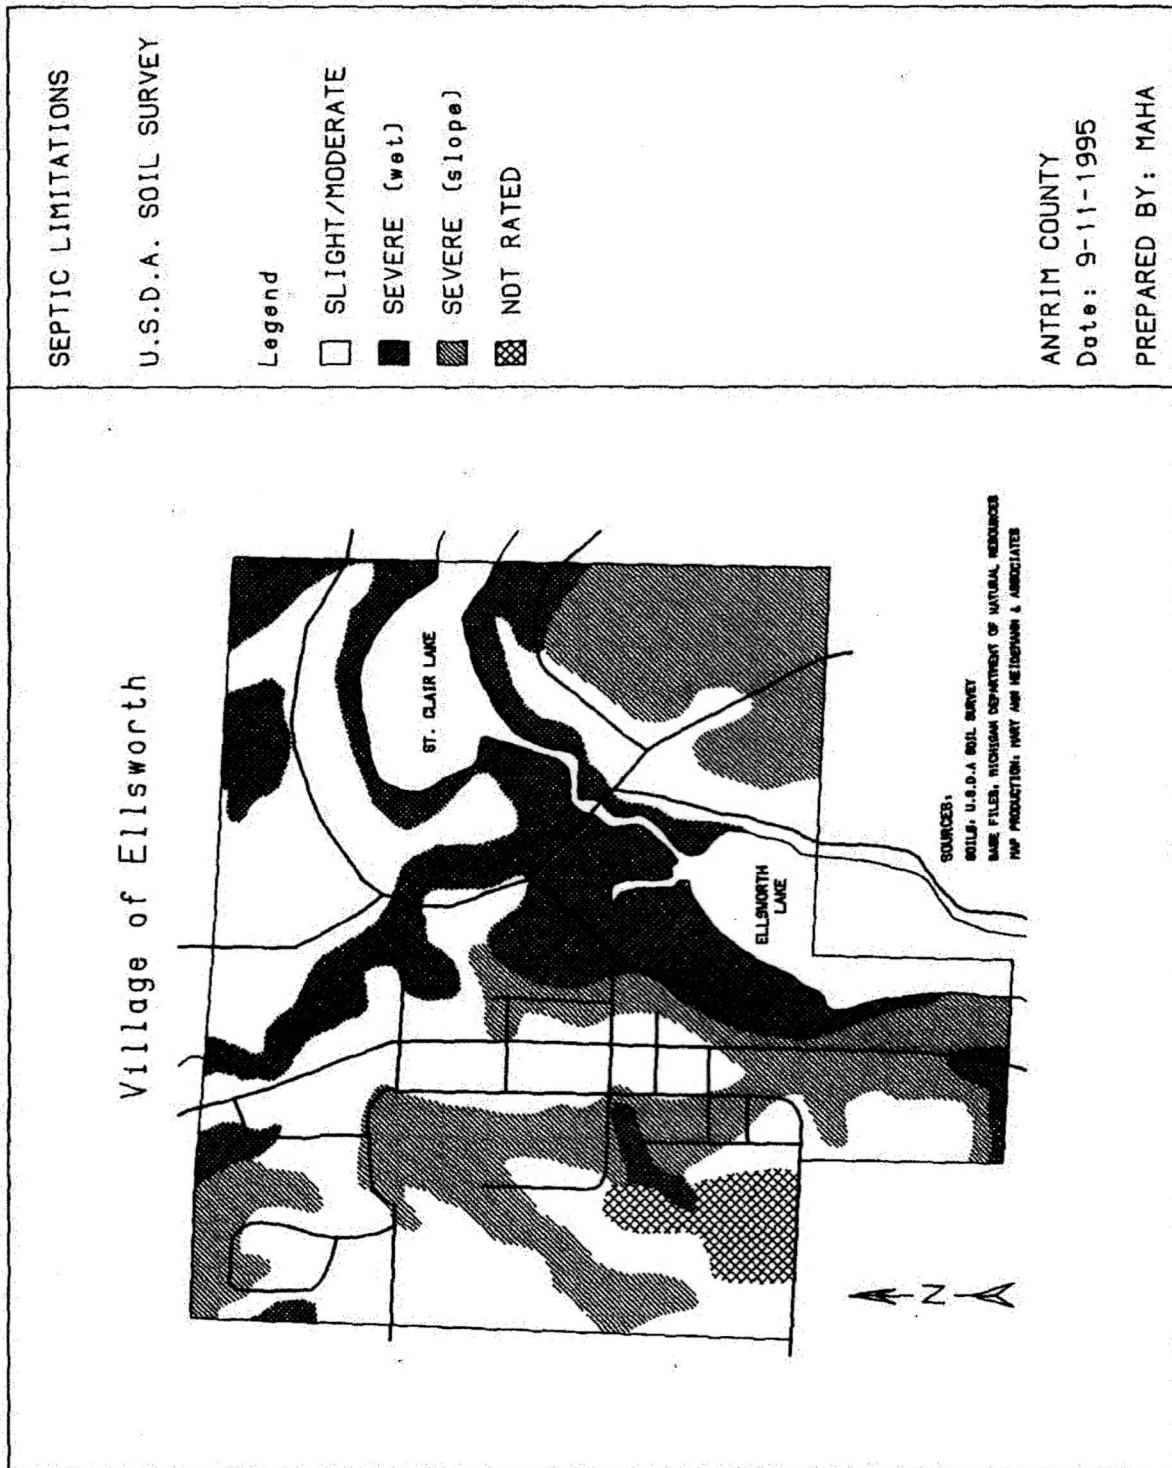 Village of Ellsworth
ST. CLAIR LAKE
ELLSWORTH
LAKE
N
SOURCES:
SOILS: U.S.D.A SOIL SURVEY
BASE FILES: MICHIGAN DEPARTMENT OF NATURAL RESOURCES
MAP PRODUCTION: MARY ANN HEIDEMANN & ASSOCIATES
SEPTIC LIMITATIONS
U.S.D.A. SOIL SURVEY
Legend
SLIGHT/MODERATE
SEVERE (wet)
SEVERE (slope)
NOT RATED
ANTRIM COUNTY
Date: 9-11-1995
PREPARED BY: MAHA